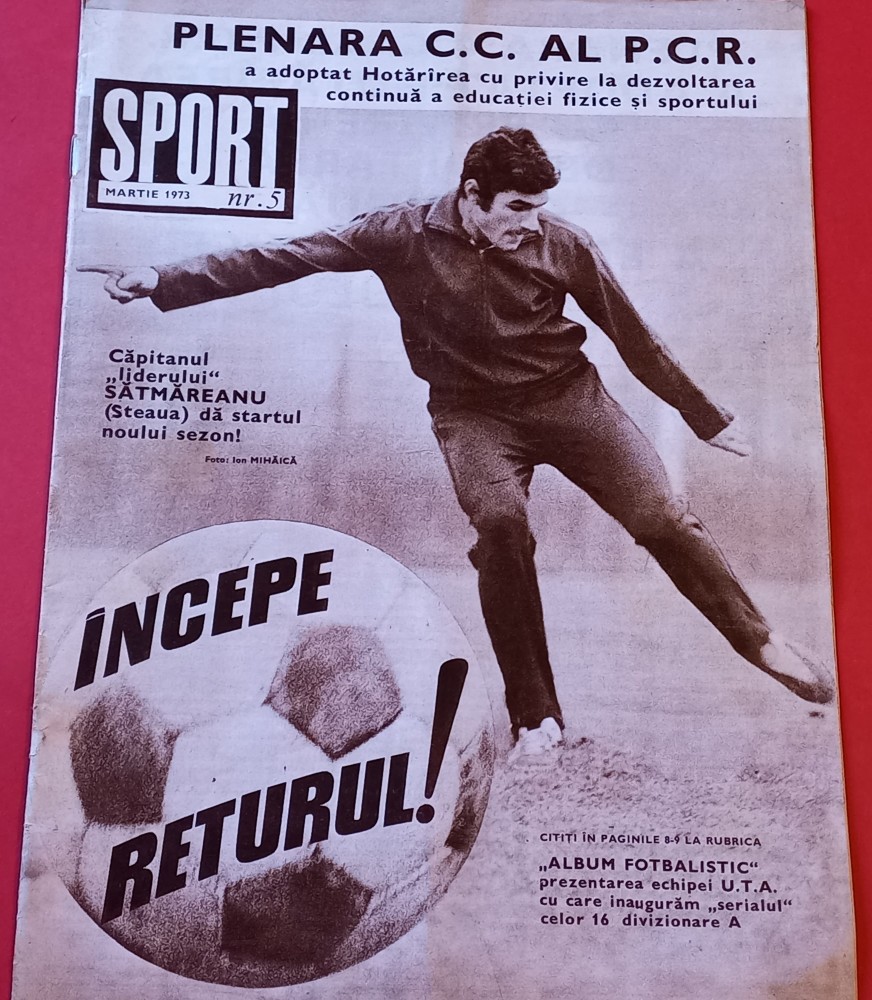 PLENARA C.C. AL P.C.R.
a adoptat Hotărîrea cu privire la dezvoltarea
continuă a educației fizice și sportului
SPORT
MARTIE 1973 nr. 5
Căpitanul
„liderului“
SĂTMĂREANU
(Steaua) dă startul
noului sezon!
Foto: Ion MIHĂICĂ
ÎNCEPE
RETURUL!
CITIȚI ÎN PAGINILE 8-9 LA RUBRICA
„ALBUM FOTBALISTIC“
prezentarea echipei U.T.A.
cu care inaugurăm „serialul“
celor 16 divizionare A